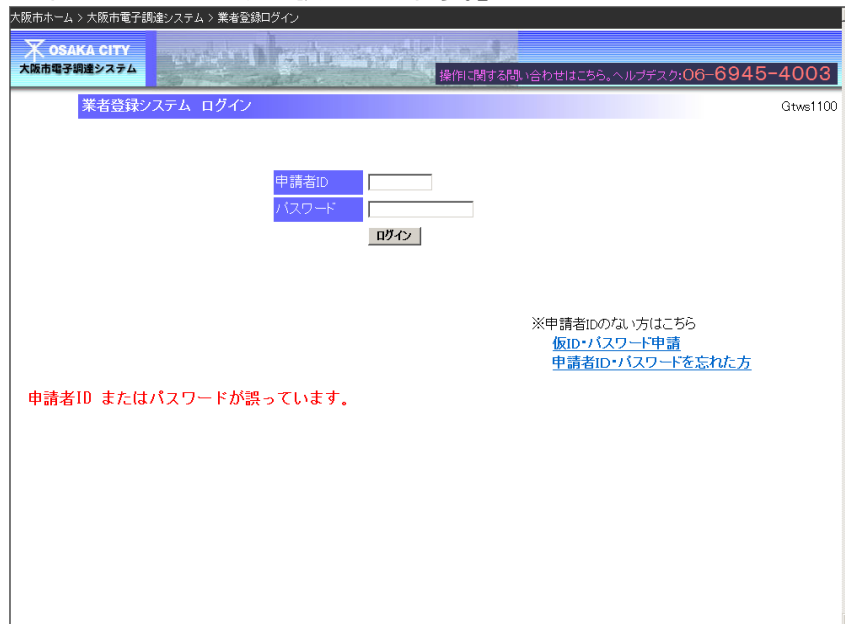 大阪市ホーム > 大阪市電子調達システム > 業者登録ログイン
OSAKA CITY
大阪市電子調達システム
操作に関する問い合わせはこちら。ヘルプデスク:06-6945-4003
業者登録システム ログイン
Gtws1100
申請者ID
パスワード
ログイン
※申請者IDのない方はこちら
仮ID・パスワード申請
申請者ID・パスワードを忘れた方
申請者ID またはパスワードが誤っています。